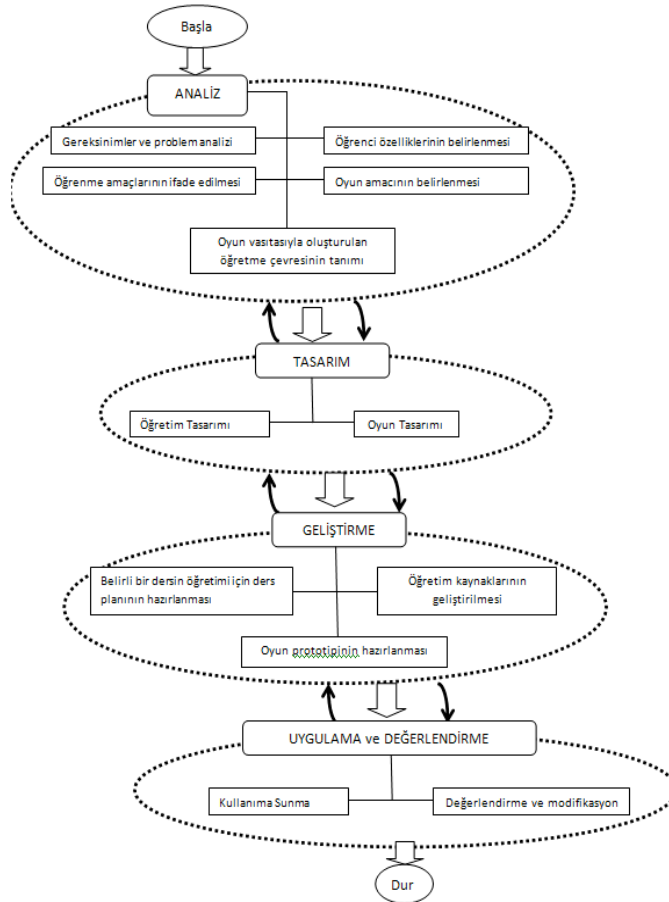 Başla
ANALİZ
Gereksinimler ve problem analizi
Öğrenci özelliklerinin belirlenmesi
Öğrenme amaçlarının ifade edilmesi
Oyun amacının belirlenmesi
Oyun vasıtasıyla oluşturulan
öğretme çevresinin tanımı
TASARIM
Öğretim Tasarımı
Oyun Tasarımı
GELİŞTİRME
Belirli bir dersin öğretimi için ders
planının hazırlanması
Öğretim kaynaklarının
geliştirilmesi
Oyun prototipinin hazırlanması
UYGULAMA ve DEĞERLENDİRME
Kullanıma Sunma
Değerlendirme ve modifikasyon
Dur